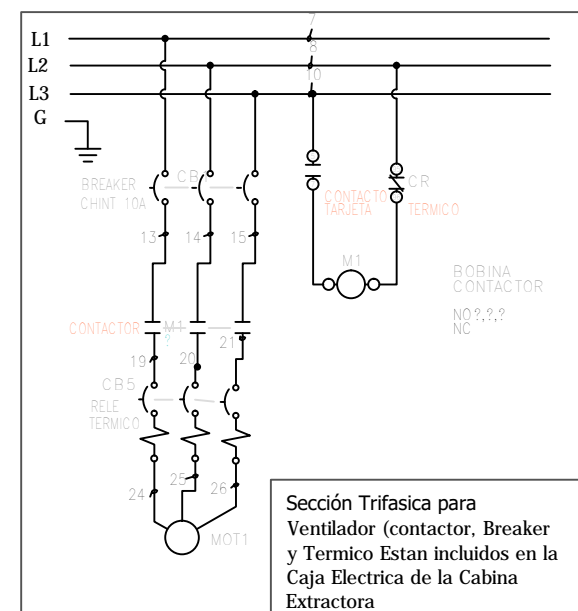 7
L1
8
L2
10
L3
G
BREAKER
CHINT 10A
CB
CR
CONTACTO
TARJETA
TERMICO
13
14
15
M1
BOBINA
CONTACTOR
NO?,?,?
NC
CONTACTOR
M1
?
21
19
20
CB5
RELE
TERMICO
24
25
26
MOT1
Sección Trifasica para
Ventilador (contactor, Breaker
y Termico Estan incluidos en la
Caja Electrica de la Cabina
Extractora